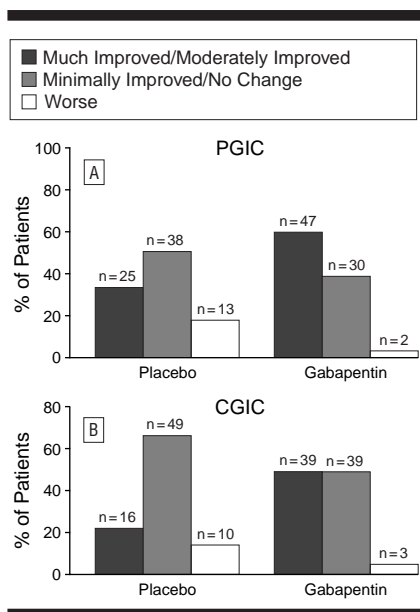 Much Improved/Moderately Improved
Minimally Improved/No Change
Worse
PGIC
A
% of Patients
100
80
60
40
20
0
n=25
n=38
n=13
n=47
n=30
n=2
Placebo
Gabapentin
CGIC
B
% of Patients
80
60
40
20
0
n=16
n=49
n=10
n=39
n=39
n=3
Placebo
Gabapentin